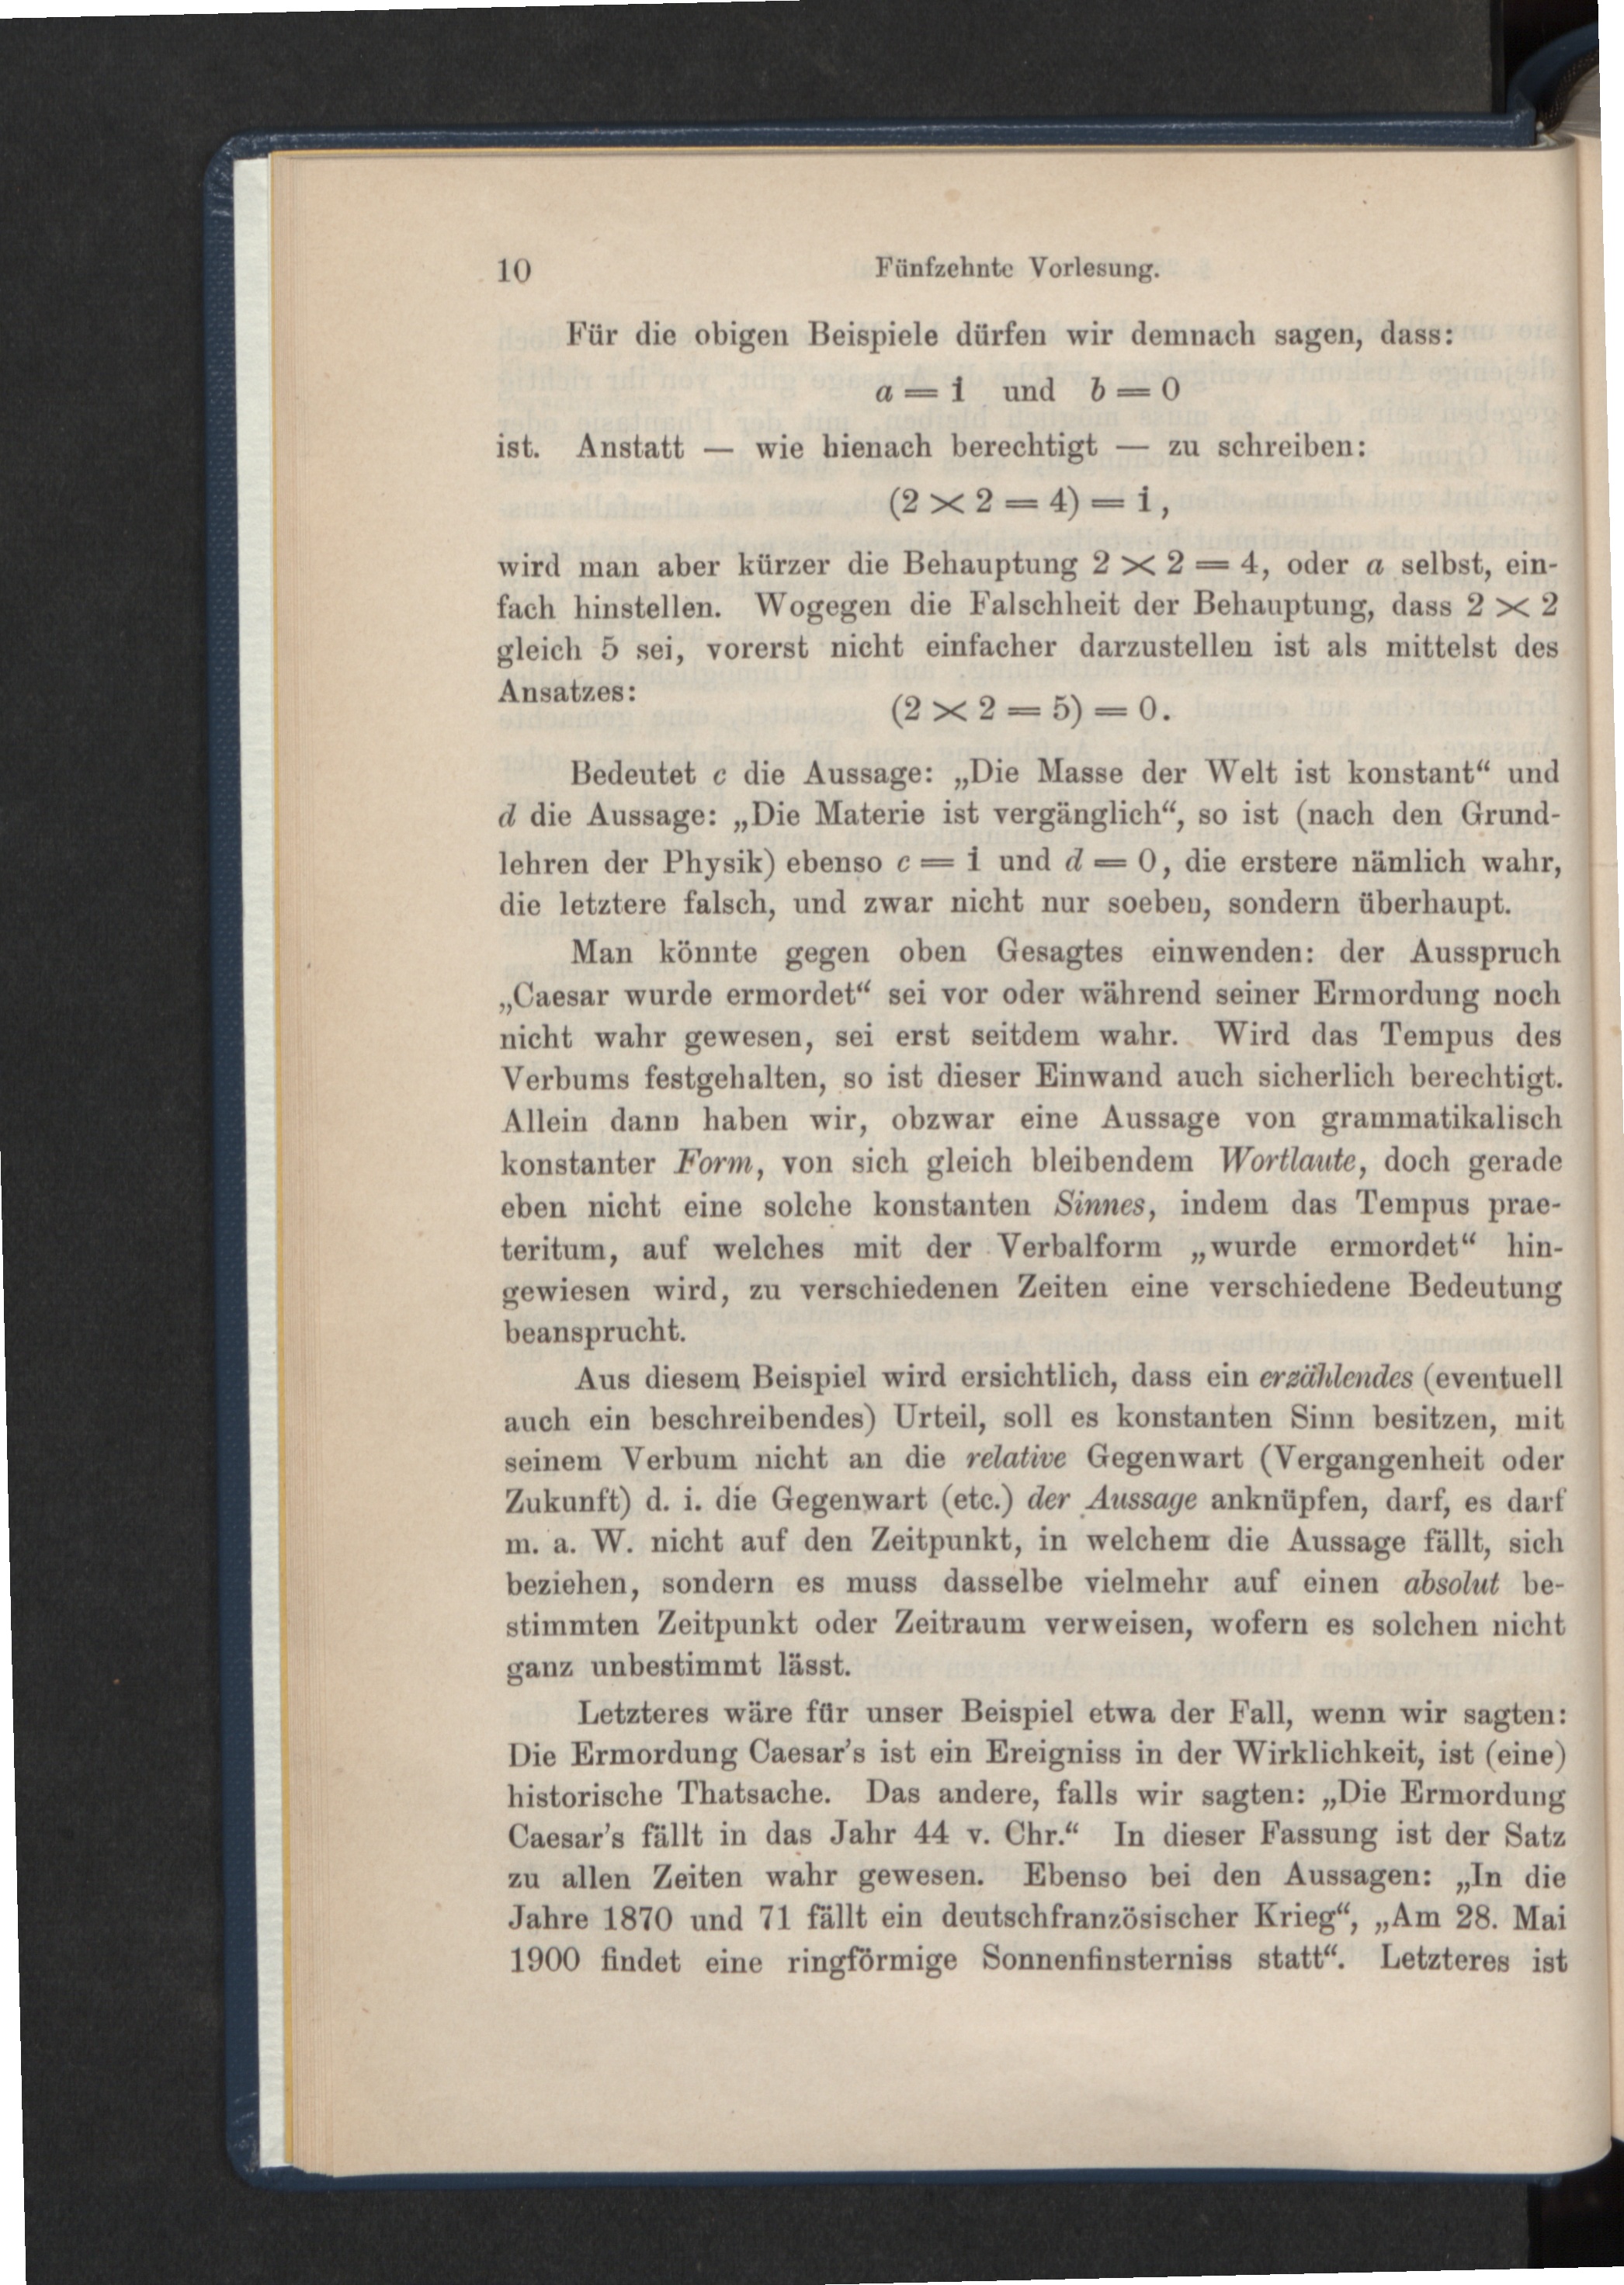 10 Fünfzehnte Vorlesung.
Für die obigen Beispiele dürfen wir demnach sagen, dass:
a = i und b = 0
ist. Anstatt — wie hienach berechtigt — zu schreiben:
(2 × 2 = 4) = i,
wird man aber kürzer die Behauptung 2 × 2 = 4, oder a selbst, ein-
fach hinstellen. Wogegen die Falschheit der Behauptung, dass 2 × 2
gleich 5 sei, vorerst nicht einfacher darzustellen ist als mittelst des
Ansatzes:
(2 × 2 = 5) = 0.
Bedeutet c die Aussage: „Die Masse der Welt ist konstant“ und
d die Aussage: „Die Materie ist vergänglich“, so ist (nach den Grund-
lehren der Physik) ebenso c = i und d = 0, die erstere nämlich wahr,
die letztere falsch, und zwar nicht nur soeben, sondern überhaupt.
Man könnte gegen oben Gesagtes einwenden: der Ausspruch
„Caesar wurde ermordet“ sei vor oder während seiner Ermordung noch
nicht wahr gewesen, sei erst seitdem wahr. Wird das Tempus des
Verbums festgehalten, so ist dieser Einwand auch sicherlich berechtigt.
Allein dann haben wir, obzwar eine Aussage von grammatikalisch
konstanter Form, von sich gleich bleibendem Wortlaute, doch gerade
eben nicht eine solche konstanten Sinnes, indem das Tempus prae-
teritum, auf welches mit der Verbalform „wurde ermordet“ hin-
gewiesen wird, zu verschiedenen Zeiten eine verschiedene Bedeutung
beansprucht.
Aus diesem Beispiel wird ersichtlich, dass ein erzählendes (eventuell
auch ein beschreibendes) Urteil, soll es konstanten Sinn besitzen, mit
seinem Verbum nicht an die relative Gegenwart (Vergangenheit oder
Zukunft) d. i. die Gegenwart (etc.) der Aussage anknüpfen, darf, es darf
m. a. W. nicht auf den Zeitpunkt, in welchem die Aussage fällt, sich
beziehen, sondern es muss dasselbe vielmehr auf einen absolut be-
stimmten Zeitpunkt oder Zeitraum verweisen, wofern es solchen nicht
ganz unbestimmt lässt.
Letzteres wäre für unser Beispiel etwa der Fall, wenn wir sagten:
Die Ermordung Caesar's ist ein Ereigniss in der Wirklichkeit, ist (eine)
historische Thatsache. Das andere, falls wir sagten: „Die Ermordung
Caesar's fällt in das Jahr 44 v. Chr.“ In dieser Fassung ist der Satz
zu allen Zeiten wahr gewesen. Ebenso bei den Aussagen: „In die
Jahre 1870 und 71 fällt ein deutschfranzösischer Krieg“, „Am 28. Mai
1900 findet eine ringförmige Sonnenfinsterniss statt“. Letzteres ist